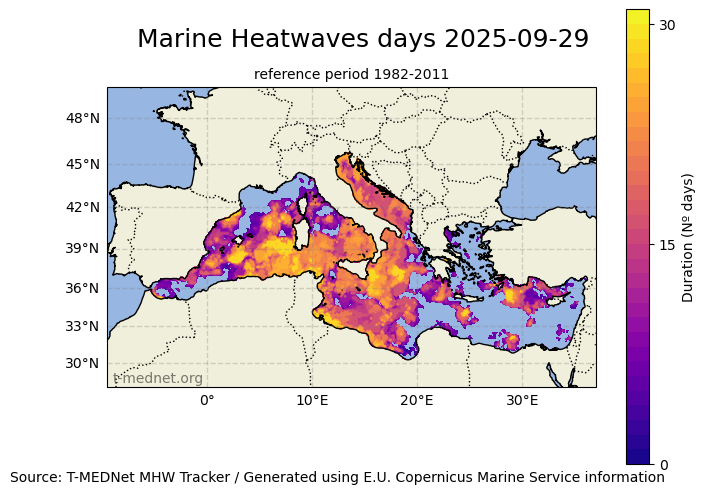 Marine Heatwaves days 2025-09-29
reference period 1982-2011
30
48°N
45°N
42°N
39°N
36°N
33°N
30°N
15
Duration (Nº days)
t-mednet.org
0°
10°E
20°E
30°E
0
Source: T-MEDNet MHW Tracker / Generated using E.U. Copernicus Marine Service information